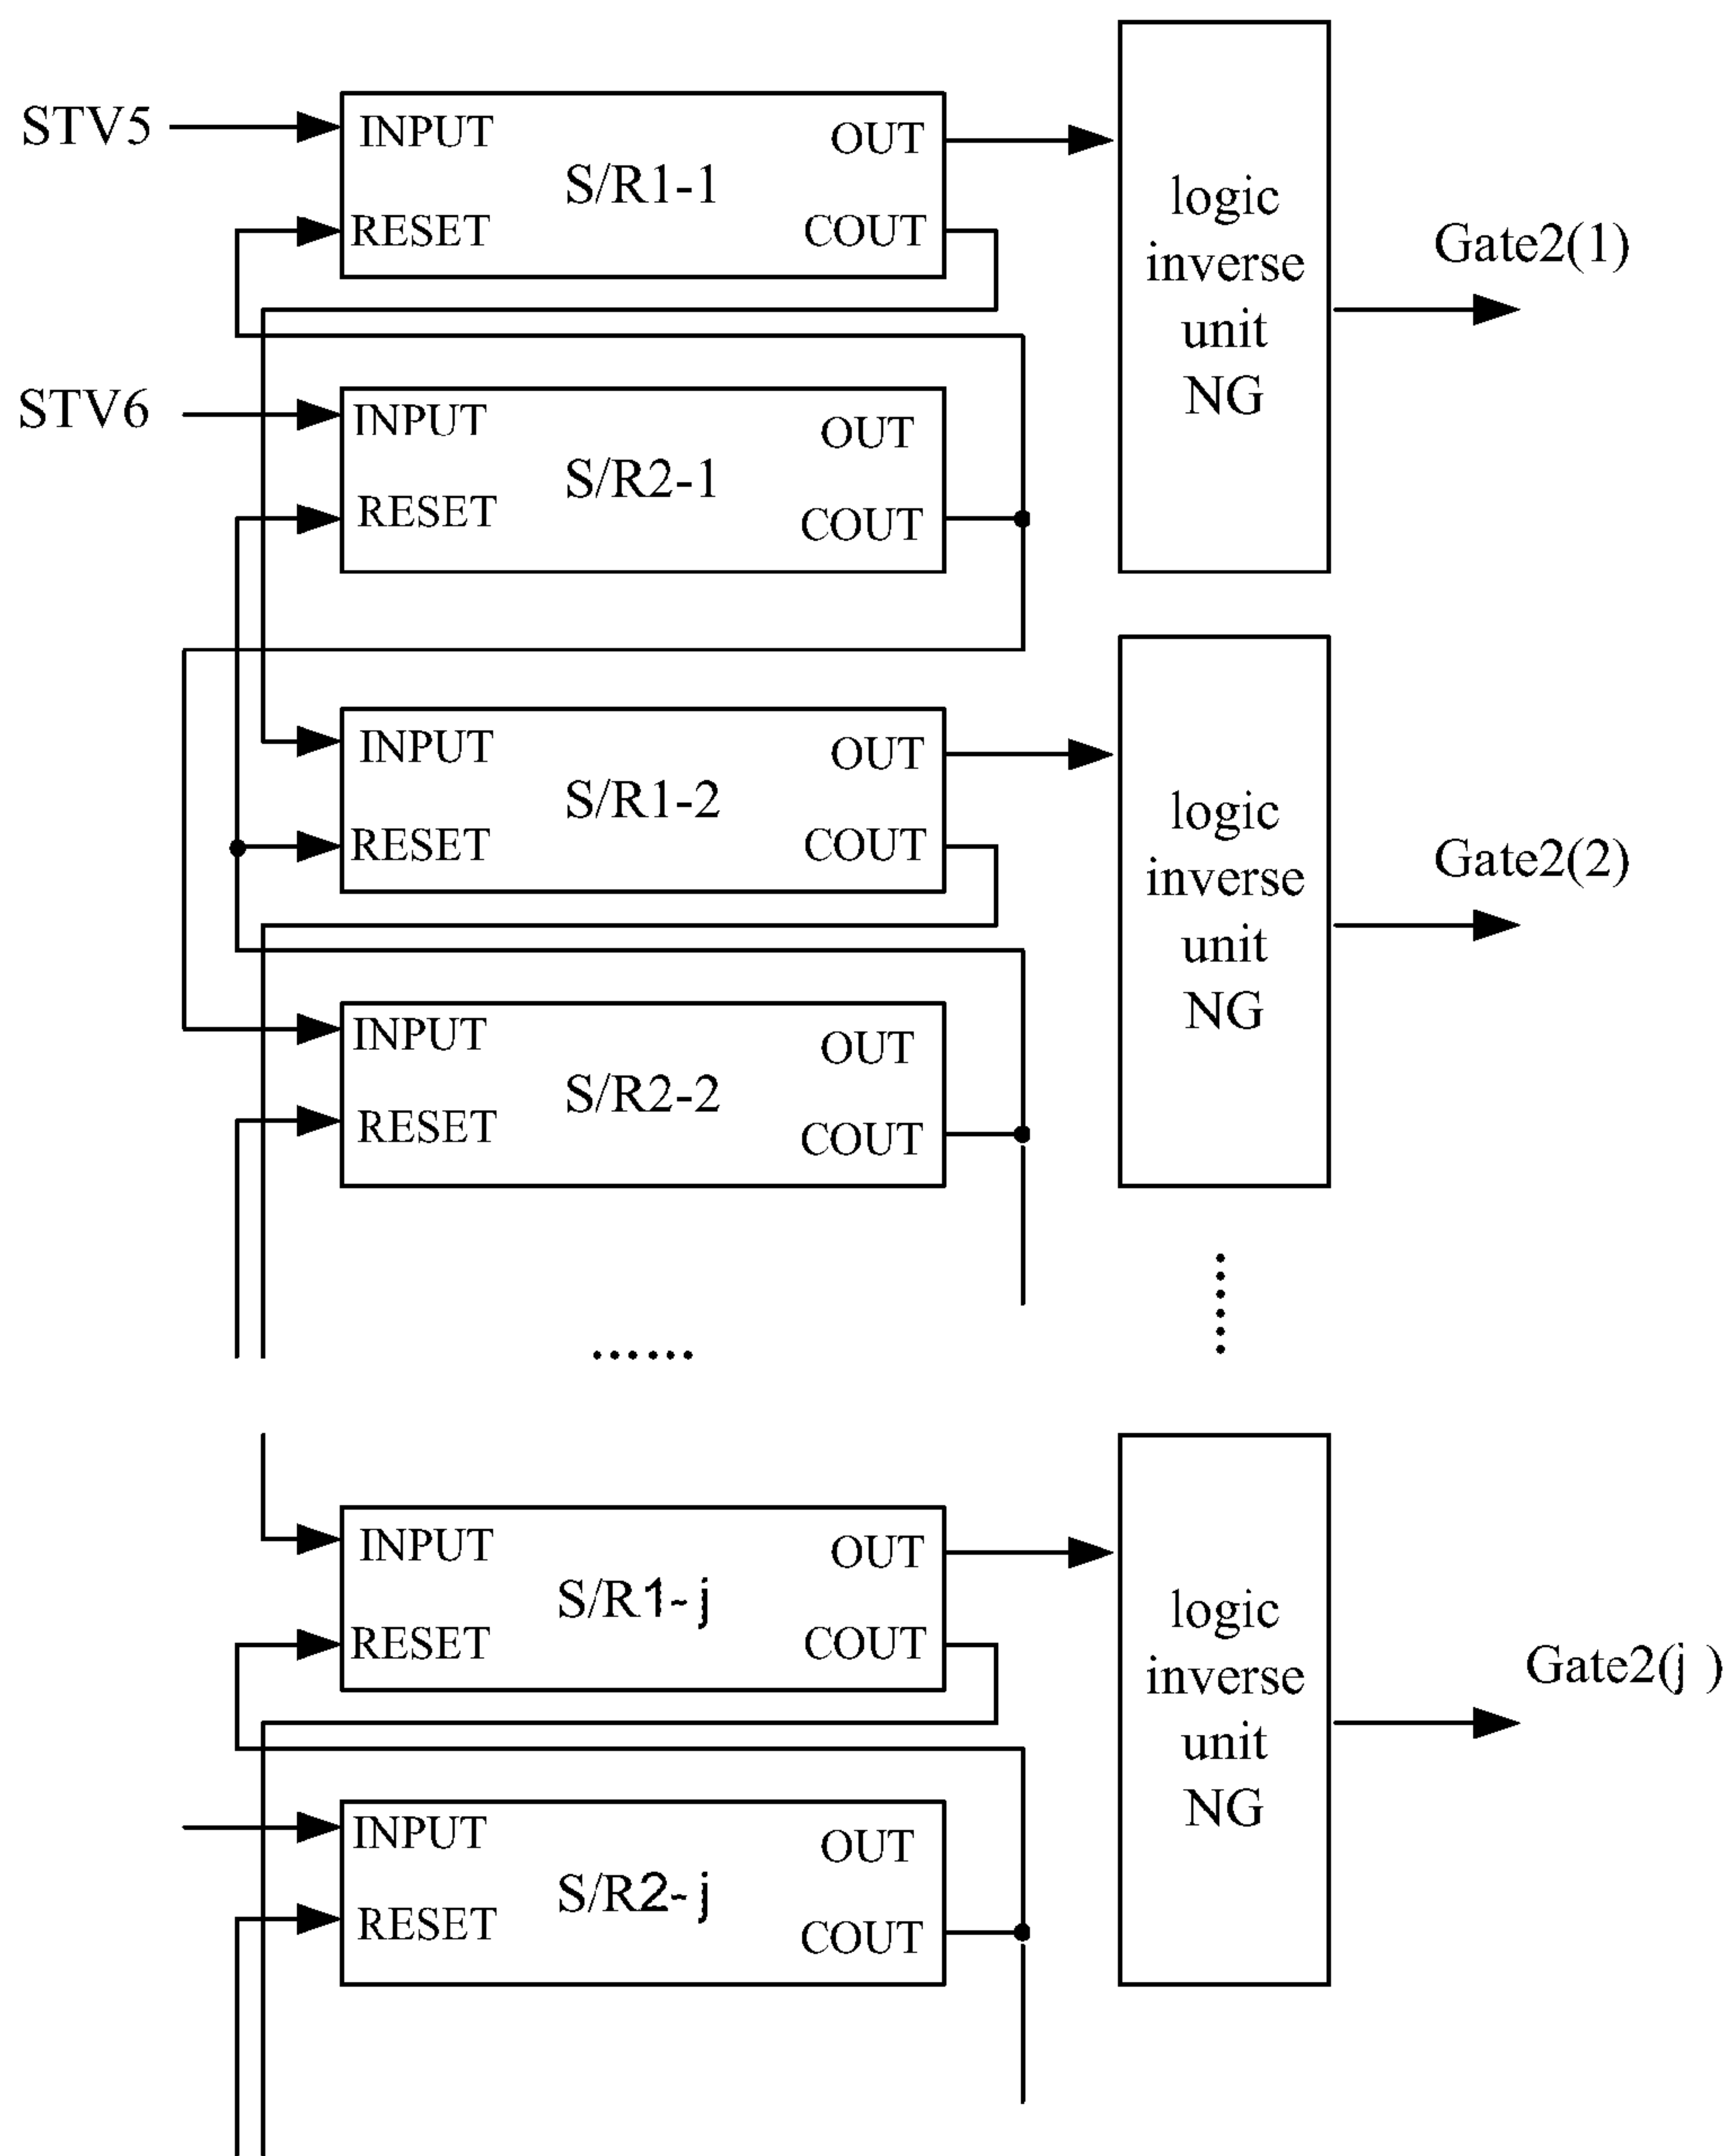 STV5
INPUT
OUT
S/R1-1
RESET
COUT
logic
inverse
unit
NG
Gate2(1)
STV6
INPUT
OUT
S/R2-1
RESET
COUT
INPUT
OUT
S/R1-2
RESET
COUT
logic
inverse
unit
NG
Gate2(2)
INPUT
OUT
S/R2-2
RESET
COUT
......
......
INPUT
OUT
S/R1-j
RESET
COUT
logic
inverse
unit
NG
Gate2(j )
INPUT
OUT
S/R2-j
RESET
COUT